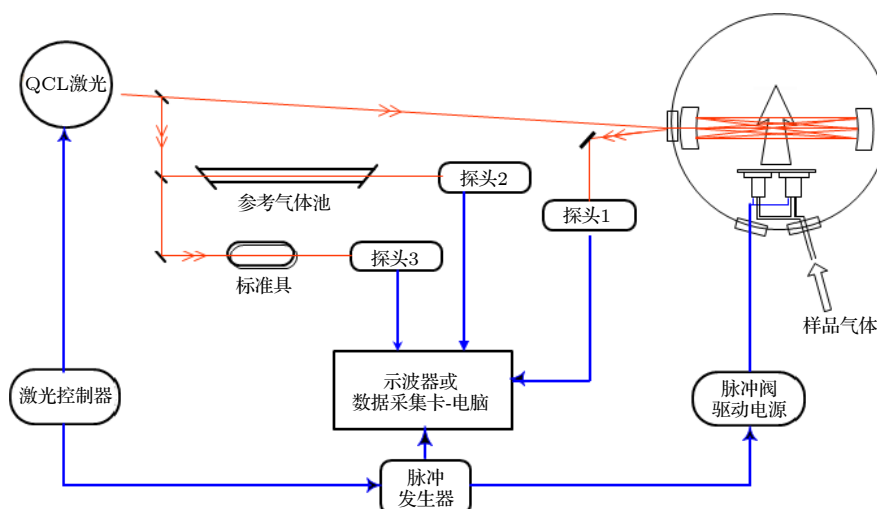 QCL激光
参考气体池
探头2
探头1
标准具
探头3
样品气体
激光控制器
示波器或
数据采集卡-电脑
脉冲阀
驱动电源
脉冲
发生器